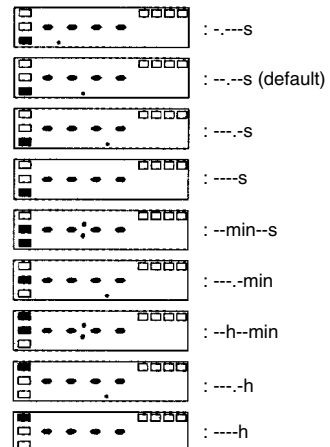 : -.---s
: --.--s (default)
: ---.-s
: ----s
: --min--s
: ---.-min
: --h--min
: ---.-h
: ----h